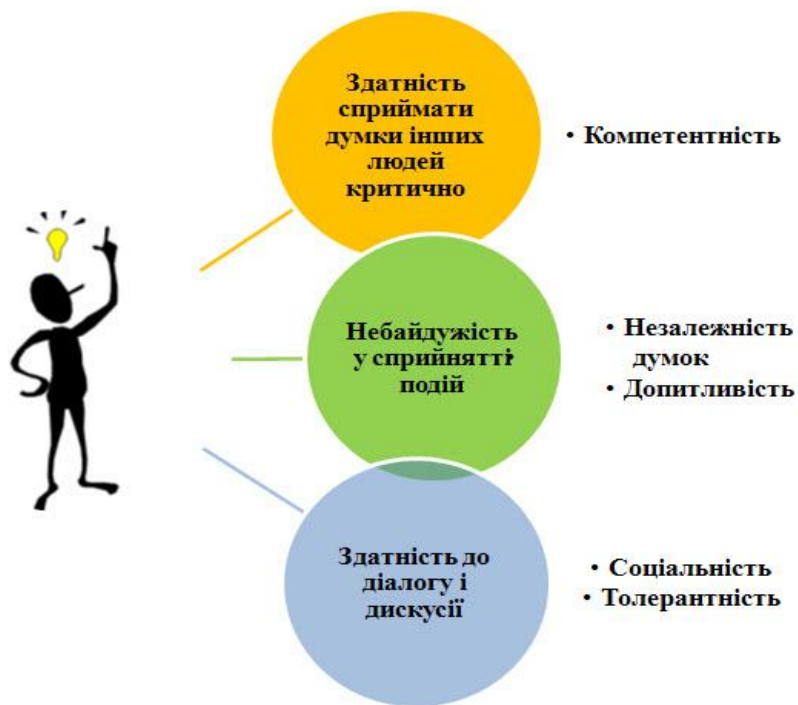 Здатність
сприймати
думки інших
людей
критично
• Компетентність
Небайдужість
у сприйнятті
подій
• Незалежність
думок
• Допитливість
Здатність до
діалогу і
дискусії
• Соціальність
• Толерантність